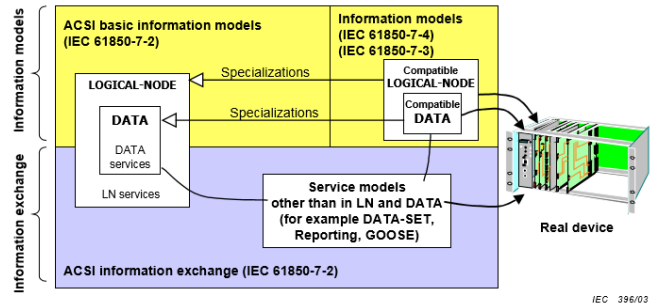 Information models
ACSI basic information models
(IEC 61850-7-2)
Information models
(IEC 61850-7-4)
(IEC 61850-7-3)
Specializations
LOGICAL-NODE
Compatible
LOGICAL-NODE
Specializations
DATA
Compatible
DATA
DATA
services
LN services
Information exchange
Service models
other than in LN and DATA
(for example DATA-SET,
Reporting, GOOSE)
Real device
ACSI information exchange (IEC 61850-7-2)
IEC 396/03